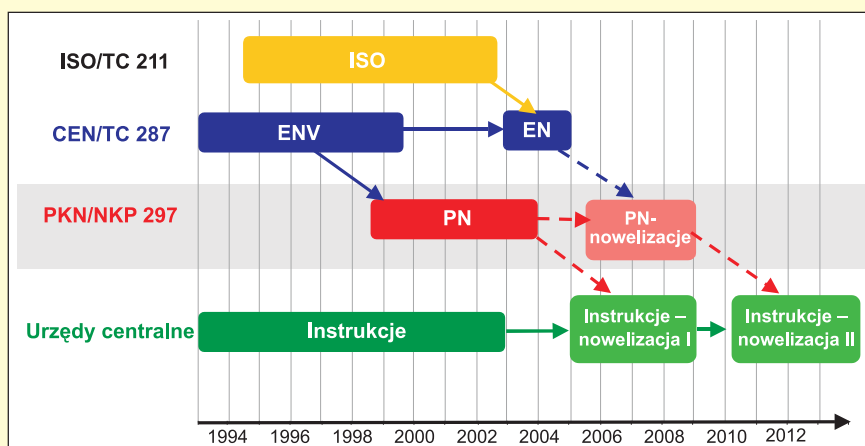 ISO/TC 211
ISO
CEN/TC 287
ENV
EN
PKN/NKP 297
PN
PN-
nowelizacje
Urzędy centralne
Instrukcje
Instrukcje –
nowelizacja I
Instrukcje –
nowelizacja II
1994 1996 1998 2000 2002 2004 2006 2008 2010 2012